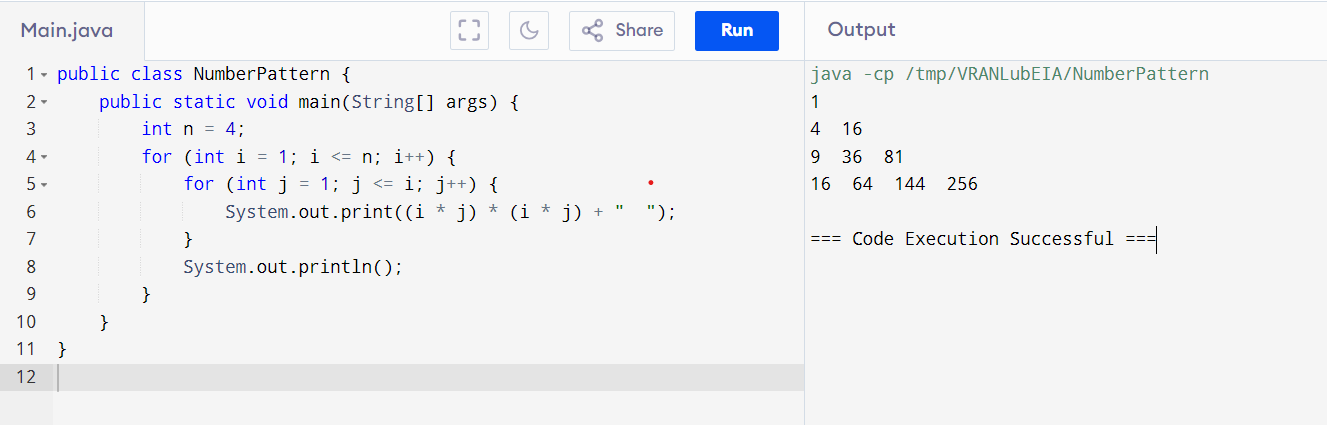 Main.java
Share
Run
Output
1 public class NumberPattern {
2     public static void main(String[] args) {
3         int n = 4;
4         for (int i = 1; i <= n; i++) {
5             for (int j = 1; j <= i; j++) {
6                 System.out.print((i * j) * (i * j) + "  ");
7             }
8             System.out.println();
9         }
10     }
11 }
12
java -cp /tmp/VRANLubEIA/NumberPattern
1
4  16
9  36  81
16  64  144  256
=== Code Execution Successful ===